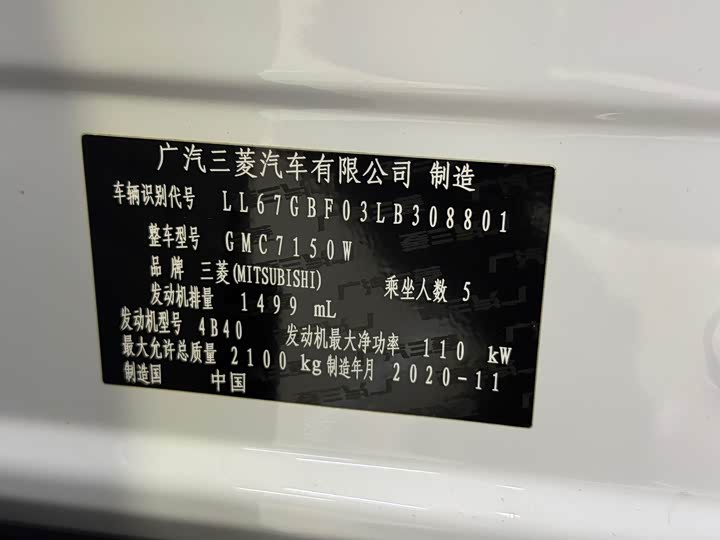 广汽三菱汽车有限公司 制造
车辆识别代号 LL67GBF03LB308801
整车型号 GMC7150W
品牌 三菱(MITSUBISHI) 乘坐人数 5
发动机排量 1499 mL
发动机型号 4B40 发动机最大净功率 110 kW
最大允许总质量 2100 kg 制造年月 2020-11
制造国 中国